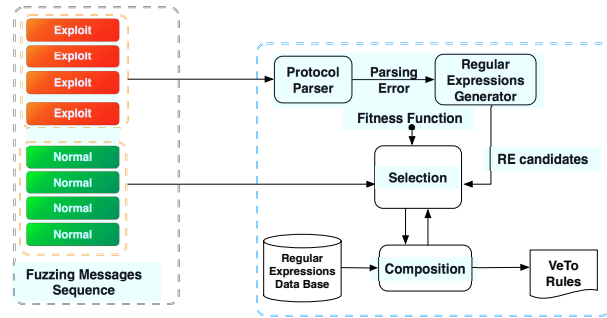 Exploit
Exploit
Exploit
Exploit
Normal
Normal
Normal
Normal
Fuzzing Messages
Sequence
Protocol
Parser
Parsing
Error
Regular
Expressions
Generator
Fitness Function
RE candidates
Selection
Regular
Expressions
Data Base
Composition
VeTo
Rules